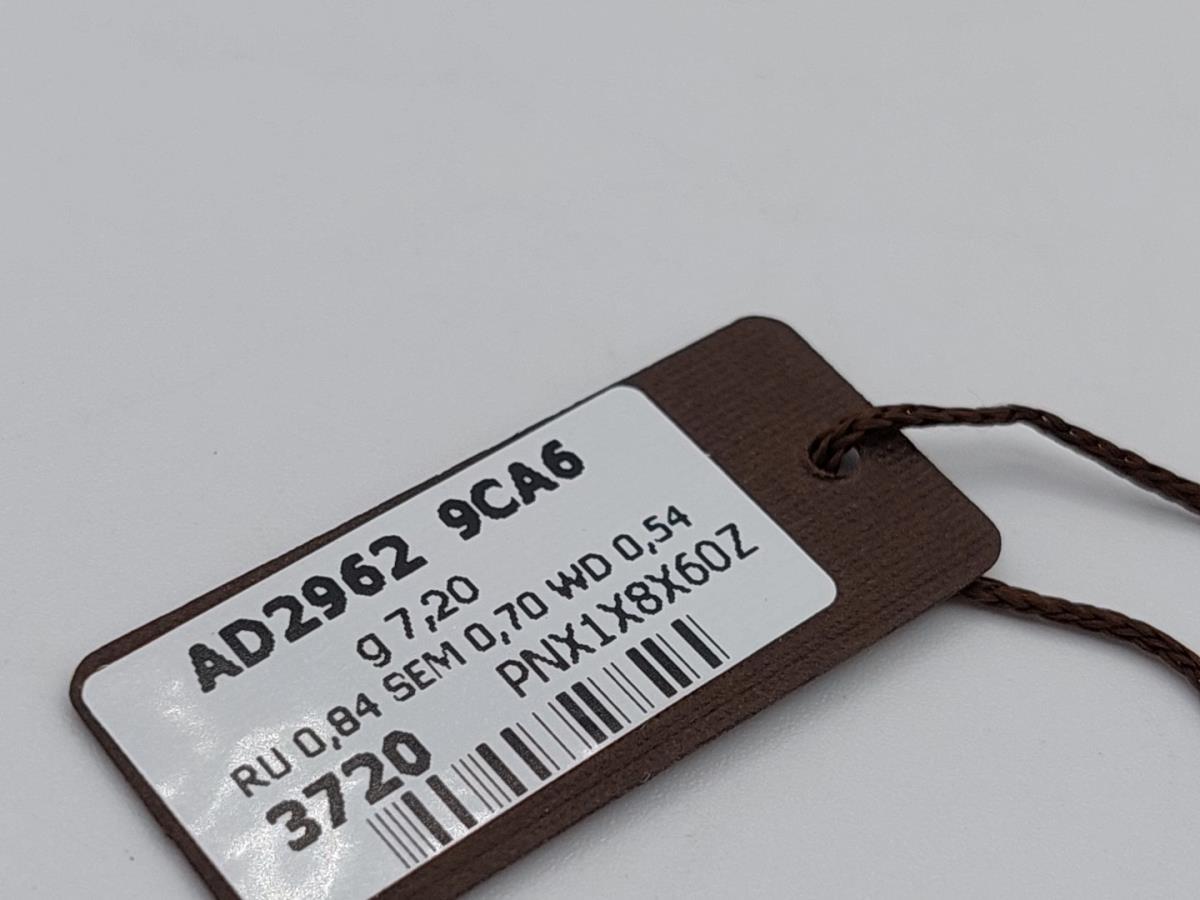 AD2962 9CA6
g 7,20
RU 0,84 SEM 0,70 WD 0,54
PNX1X8X60Z
3720